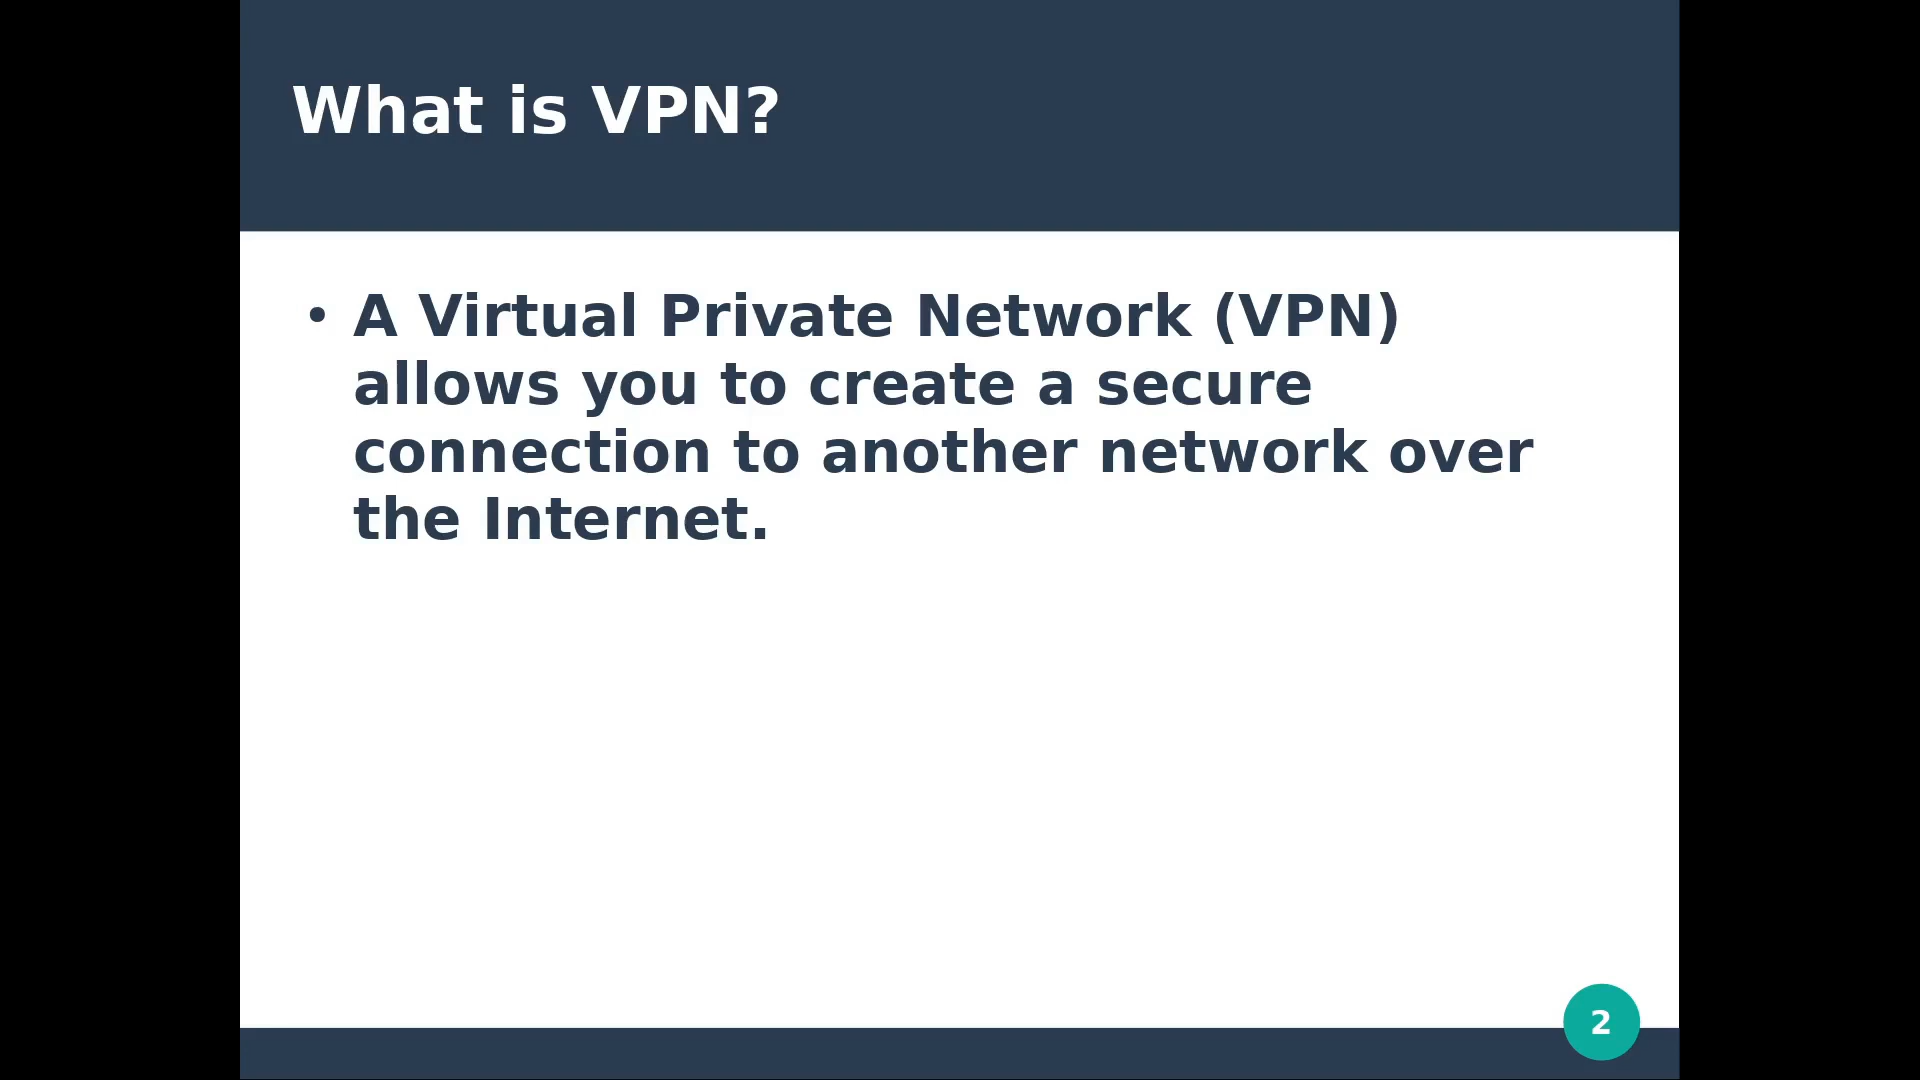 What is VPN?
• A Virtual Private Network (VPN)
allows you to create a secure
connection to another network over
the Internet.
2